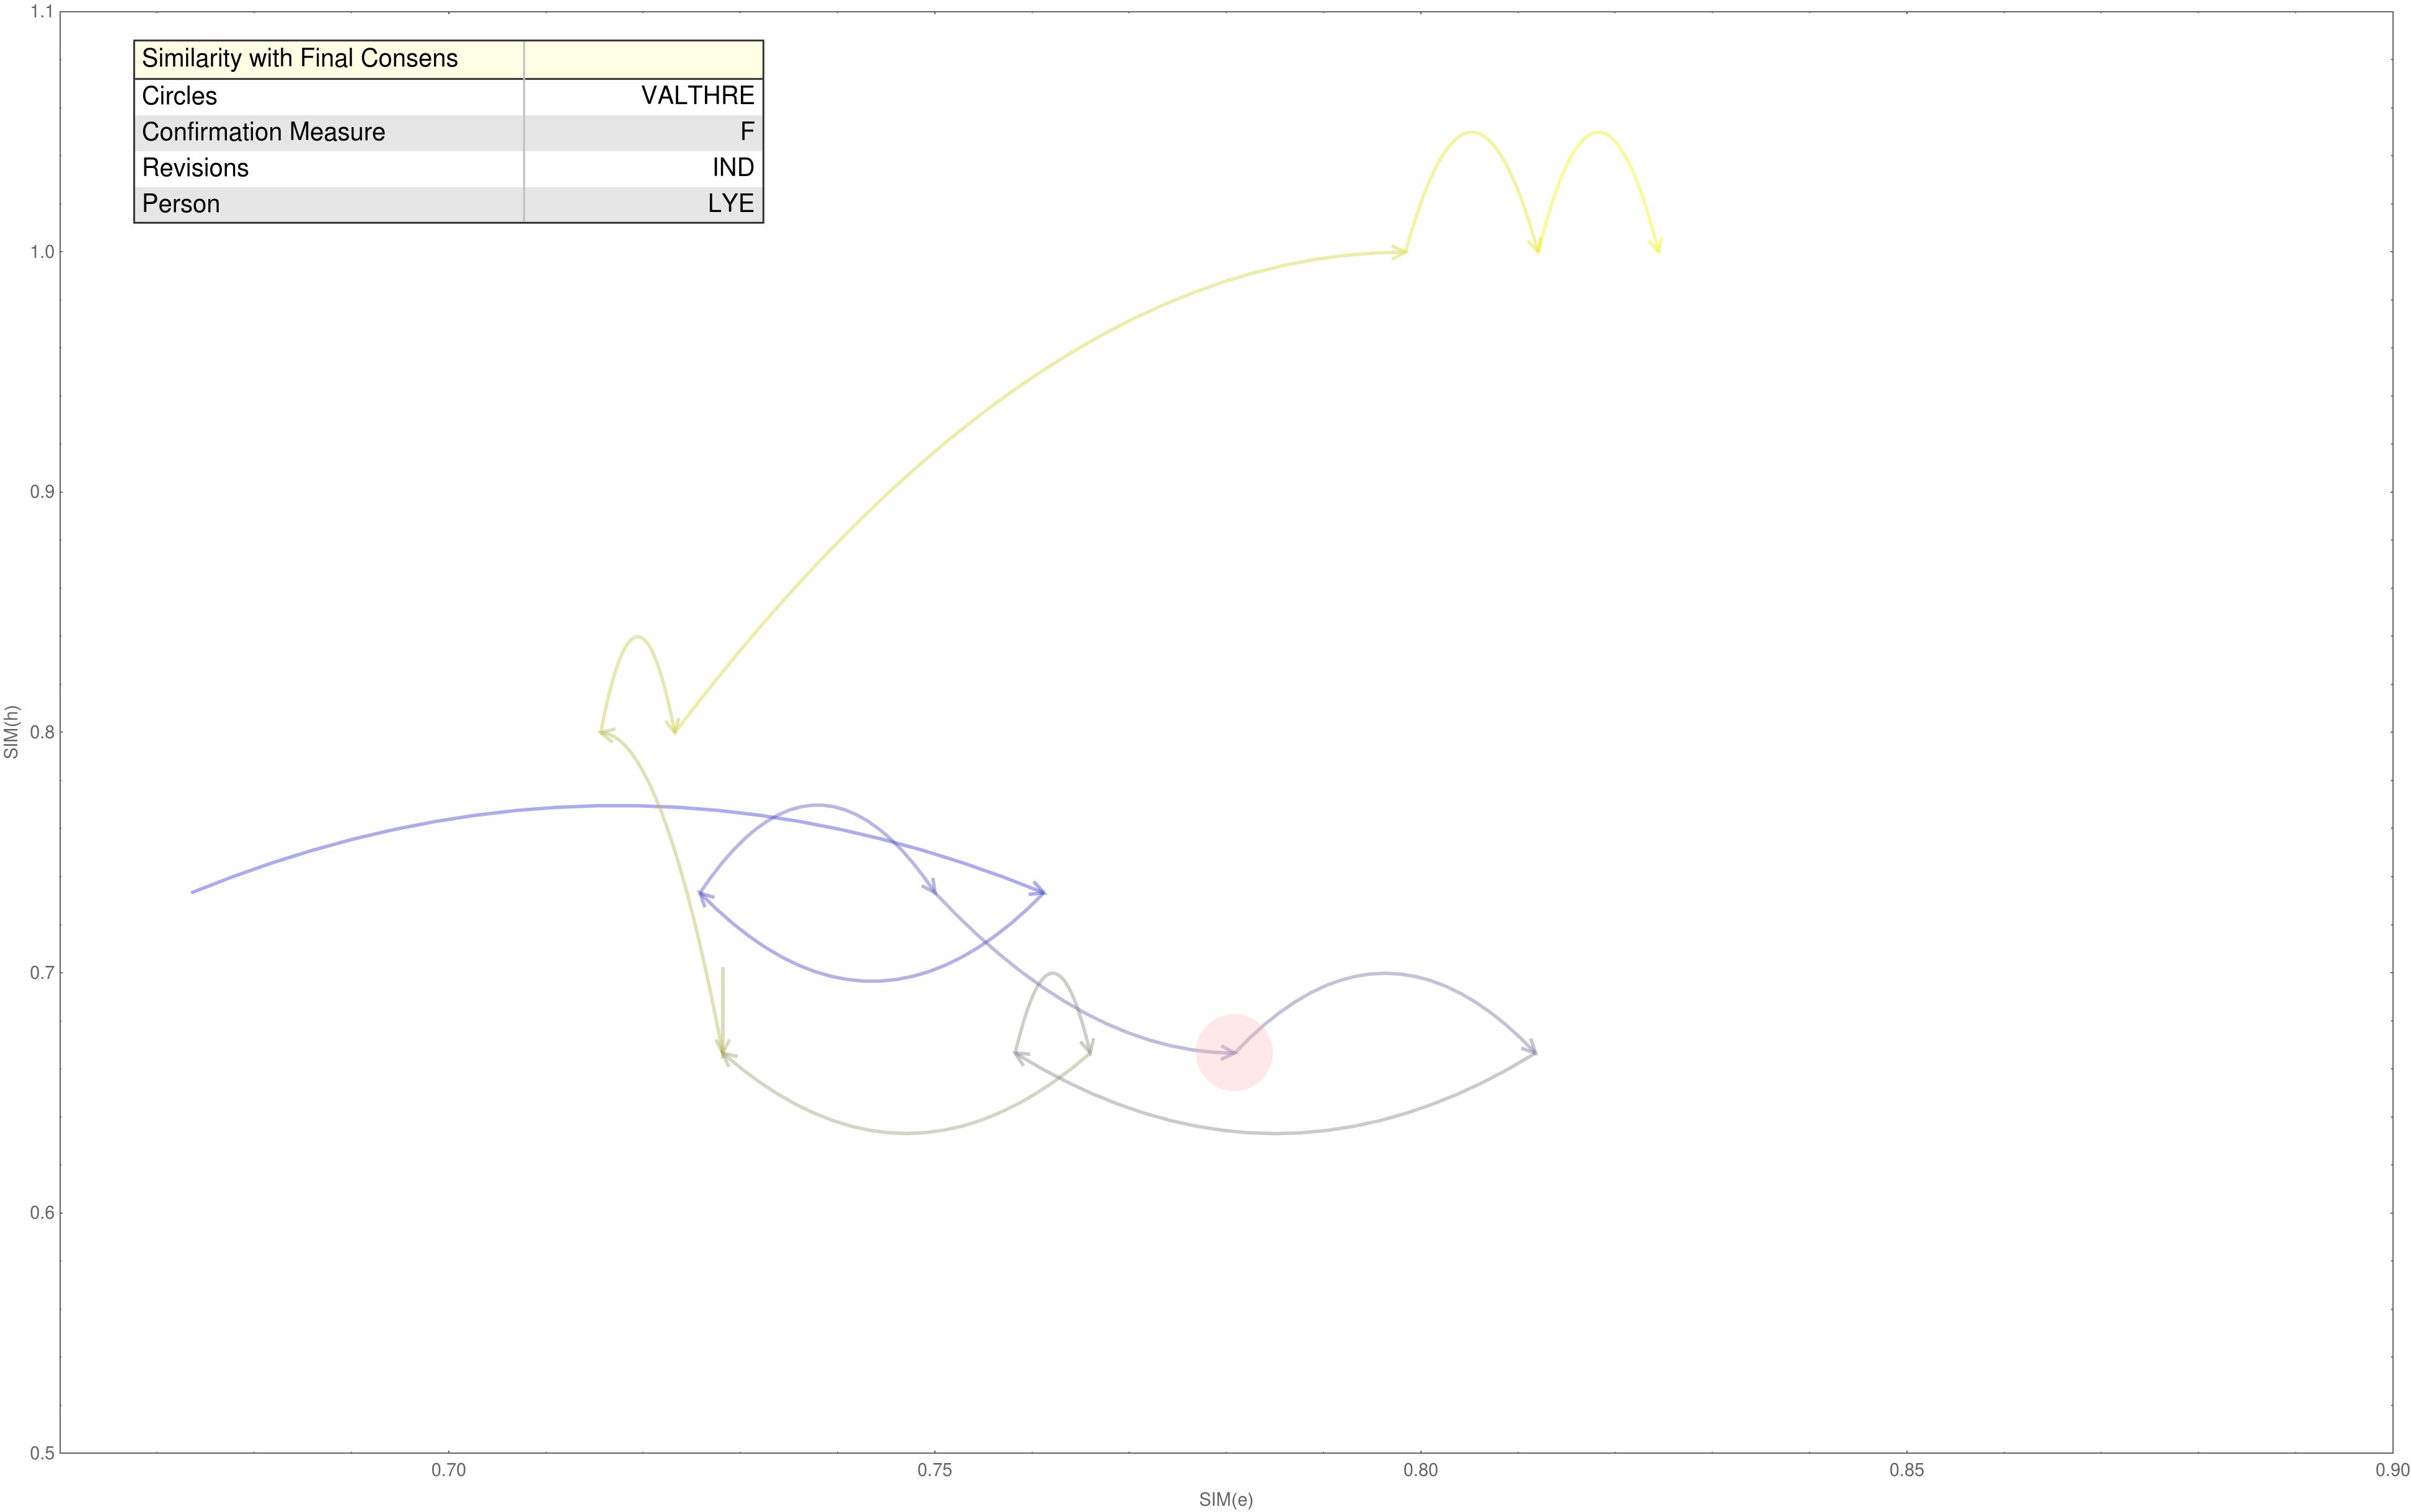 1.1
Similarity with Final Consens
Circles VALTHRE
Confirmation Measure F
Revisions IND
Person LYE
1.0
0.9
SIM(h)
0.8
0.7
0.6
0.5
0.70 0.75 0.80 0.85 0.90
SIM(e)